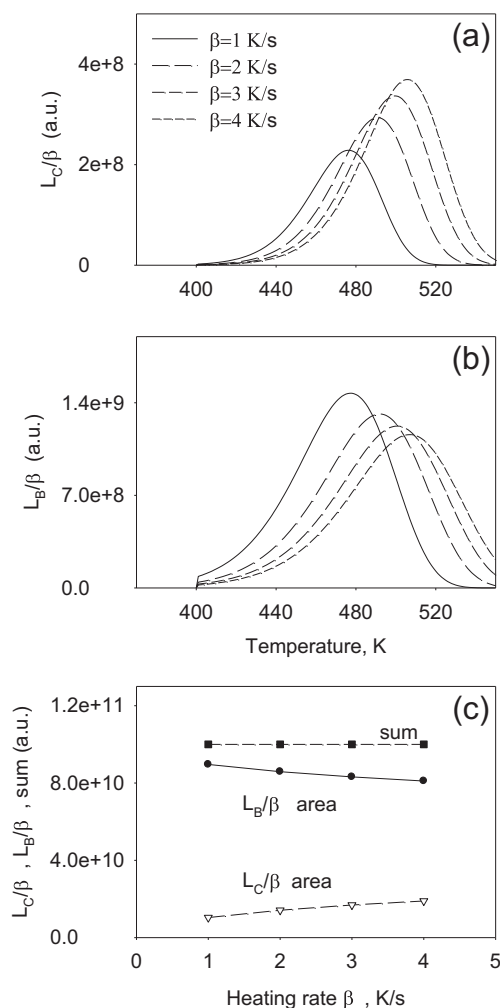 (a)
β=1 K/s
β=2 K/s
β=3 K/s
β=4 K/s
4e+8
2e+8
0
L_C/β (a.u.)
400 440 480 520
(b)
1.4e+9
7.0e+8
0.0
L_B/β (a.u.)
400 440 480 520
Temperature, K
(c)
1.2e+11
8.0e+10
4.0e+10
0.0
L_C/β , L_B/β , sum (a.u.)
sum
L_B/β area
L_C/β area
0 1 2 3 4 5
Heating rate β , K/s